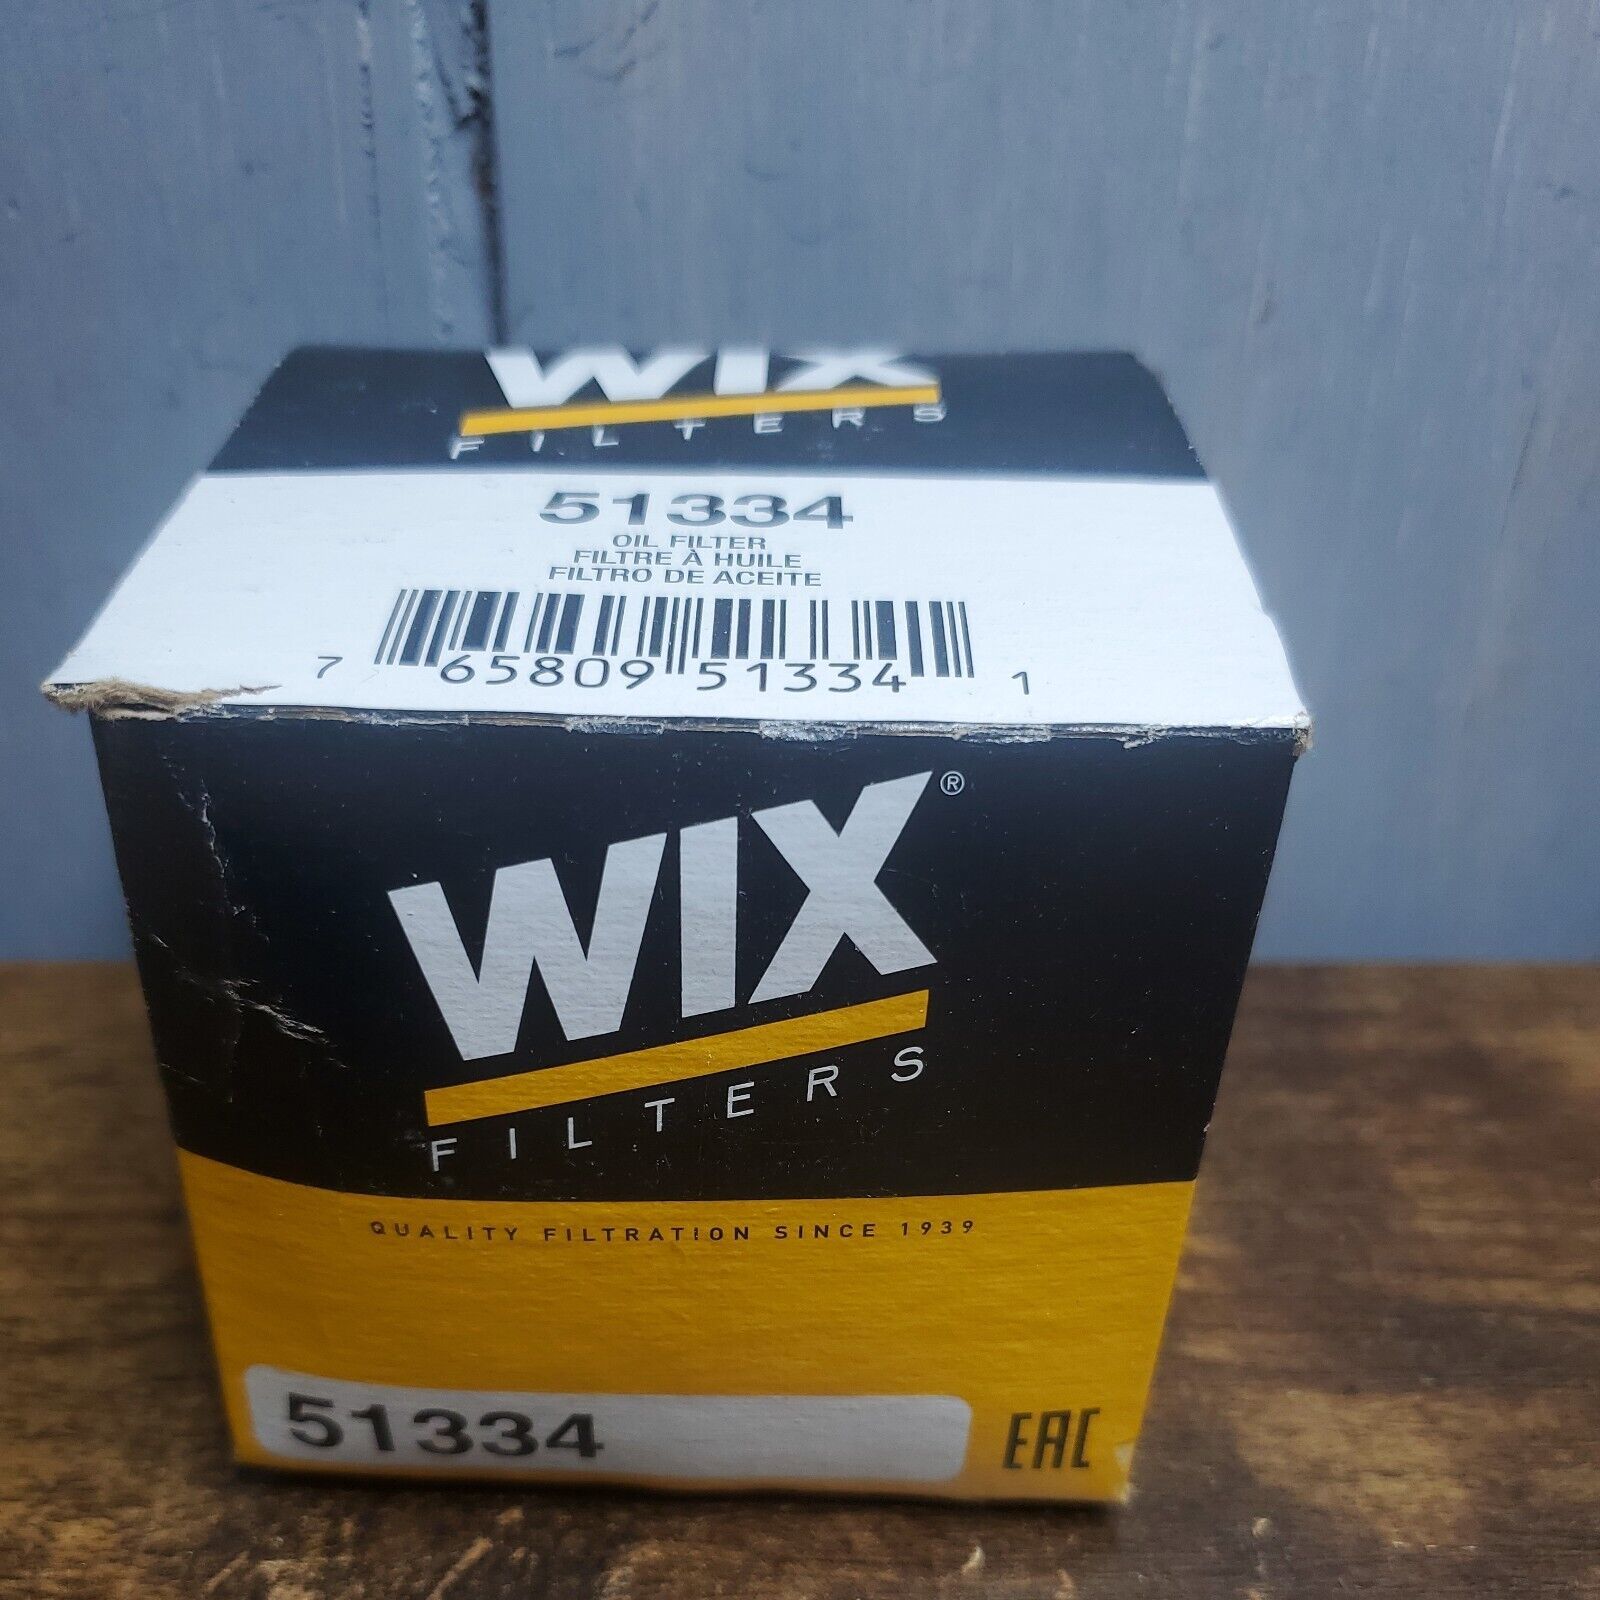 WIX
FILTERS
51334
OIL FILTER
FILTRE À HUILE
FILTRO DE ACEITE
7 65809 51334 1
WIX®
FILTERS
QUALITY FILTRATION SINCE 1939
51334 EAC